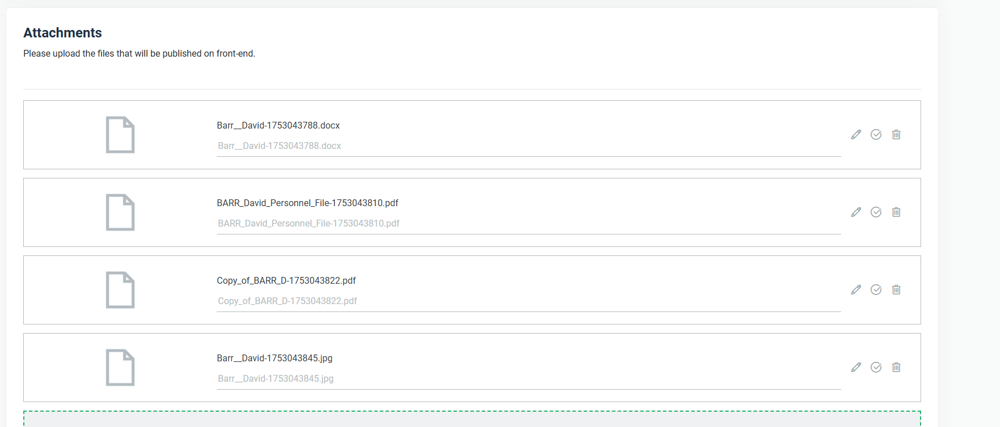 Attachments
Please upload the files that will be published on front-end.
Barr__David-1753043788.docx
Barr__David-1753043788.docx
BARR_David_Personnel_File-1753043810.pdf
BARR_David_Personnel_File-1753043810.pdf
Copy_of_BARR_D-1753043822.pdf
Copy_of_BARR_D-1753043822.pdf
Barr__David-1753043845.jpg
Barr__David-1753043845.jpg